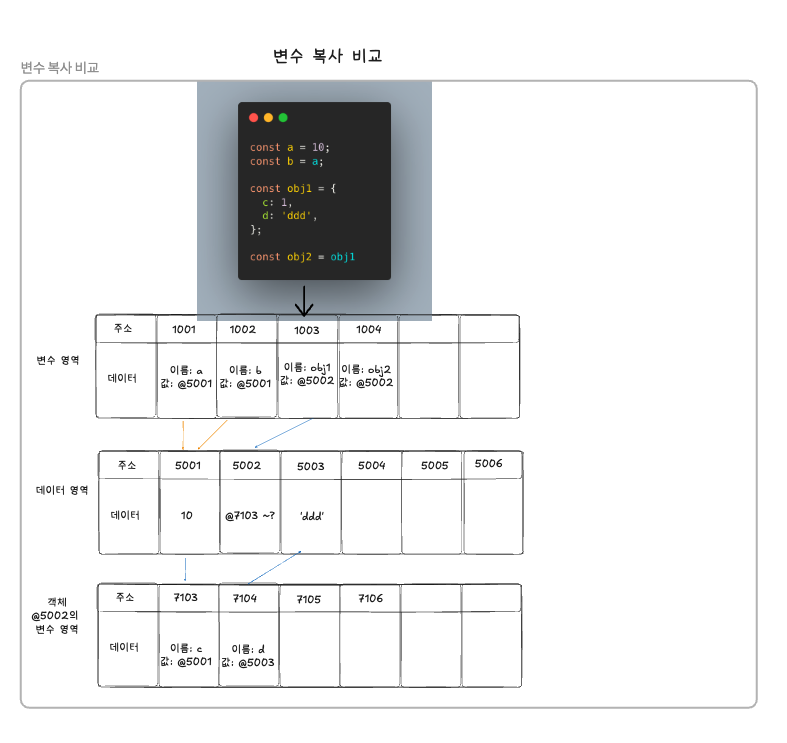 변수 복사 비교
변수 복사 비교
const a = 10;
const b = a;
const obj1 = {
c: 1,
d: 'ddd',
};
const obj2 = obj1
변수 영역
주소 1001 1002 1003 1004
데이터 이름: a 이름: b 이름: obj1 이름: obj2
값: @5001 값: @5001 값: @5002 값: @5002
데이터 영역
주소 5001 5002 5003 5004 5005 5006
데이터 10 @7103 ~? 'ddd'
객체
@5002의
변수 영역
주소 7103 7104 7105 7106
데이터 이름: c 이름: d
값: @5001 값: @5003